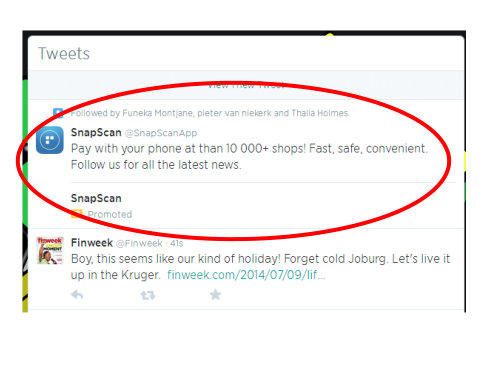 Tweets
View 1 new Tweet
Followed by Funeka Montjane, pieter van niekerk and Thalia Holmes.
SnapScan @SnapScanApp
Pay with your phone at than 10 000+ shops! Fast, safe, convenient.
Follow us for all the latest news.
SnapScan
Promoted
finweek
MOMENT
Finweek @Finweek · 41s
Boy, this seems like our kind of holiday! Forget cold Joburg. Let's live it
up in the Kruger. finweek.com/2014/07/09/lif...